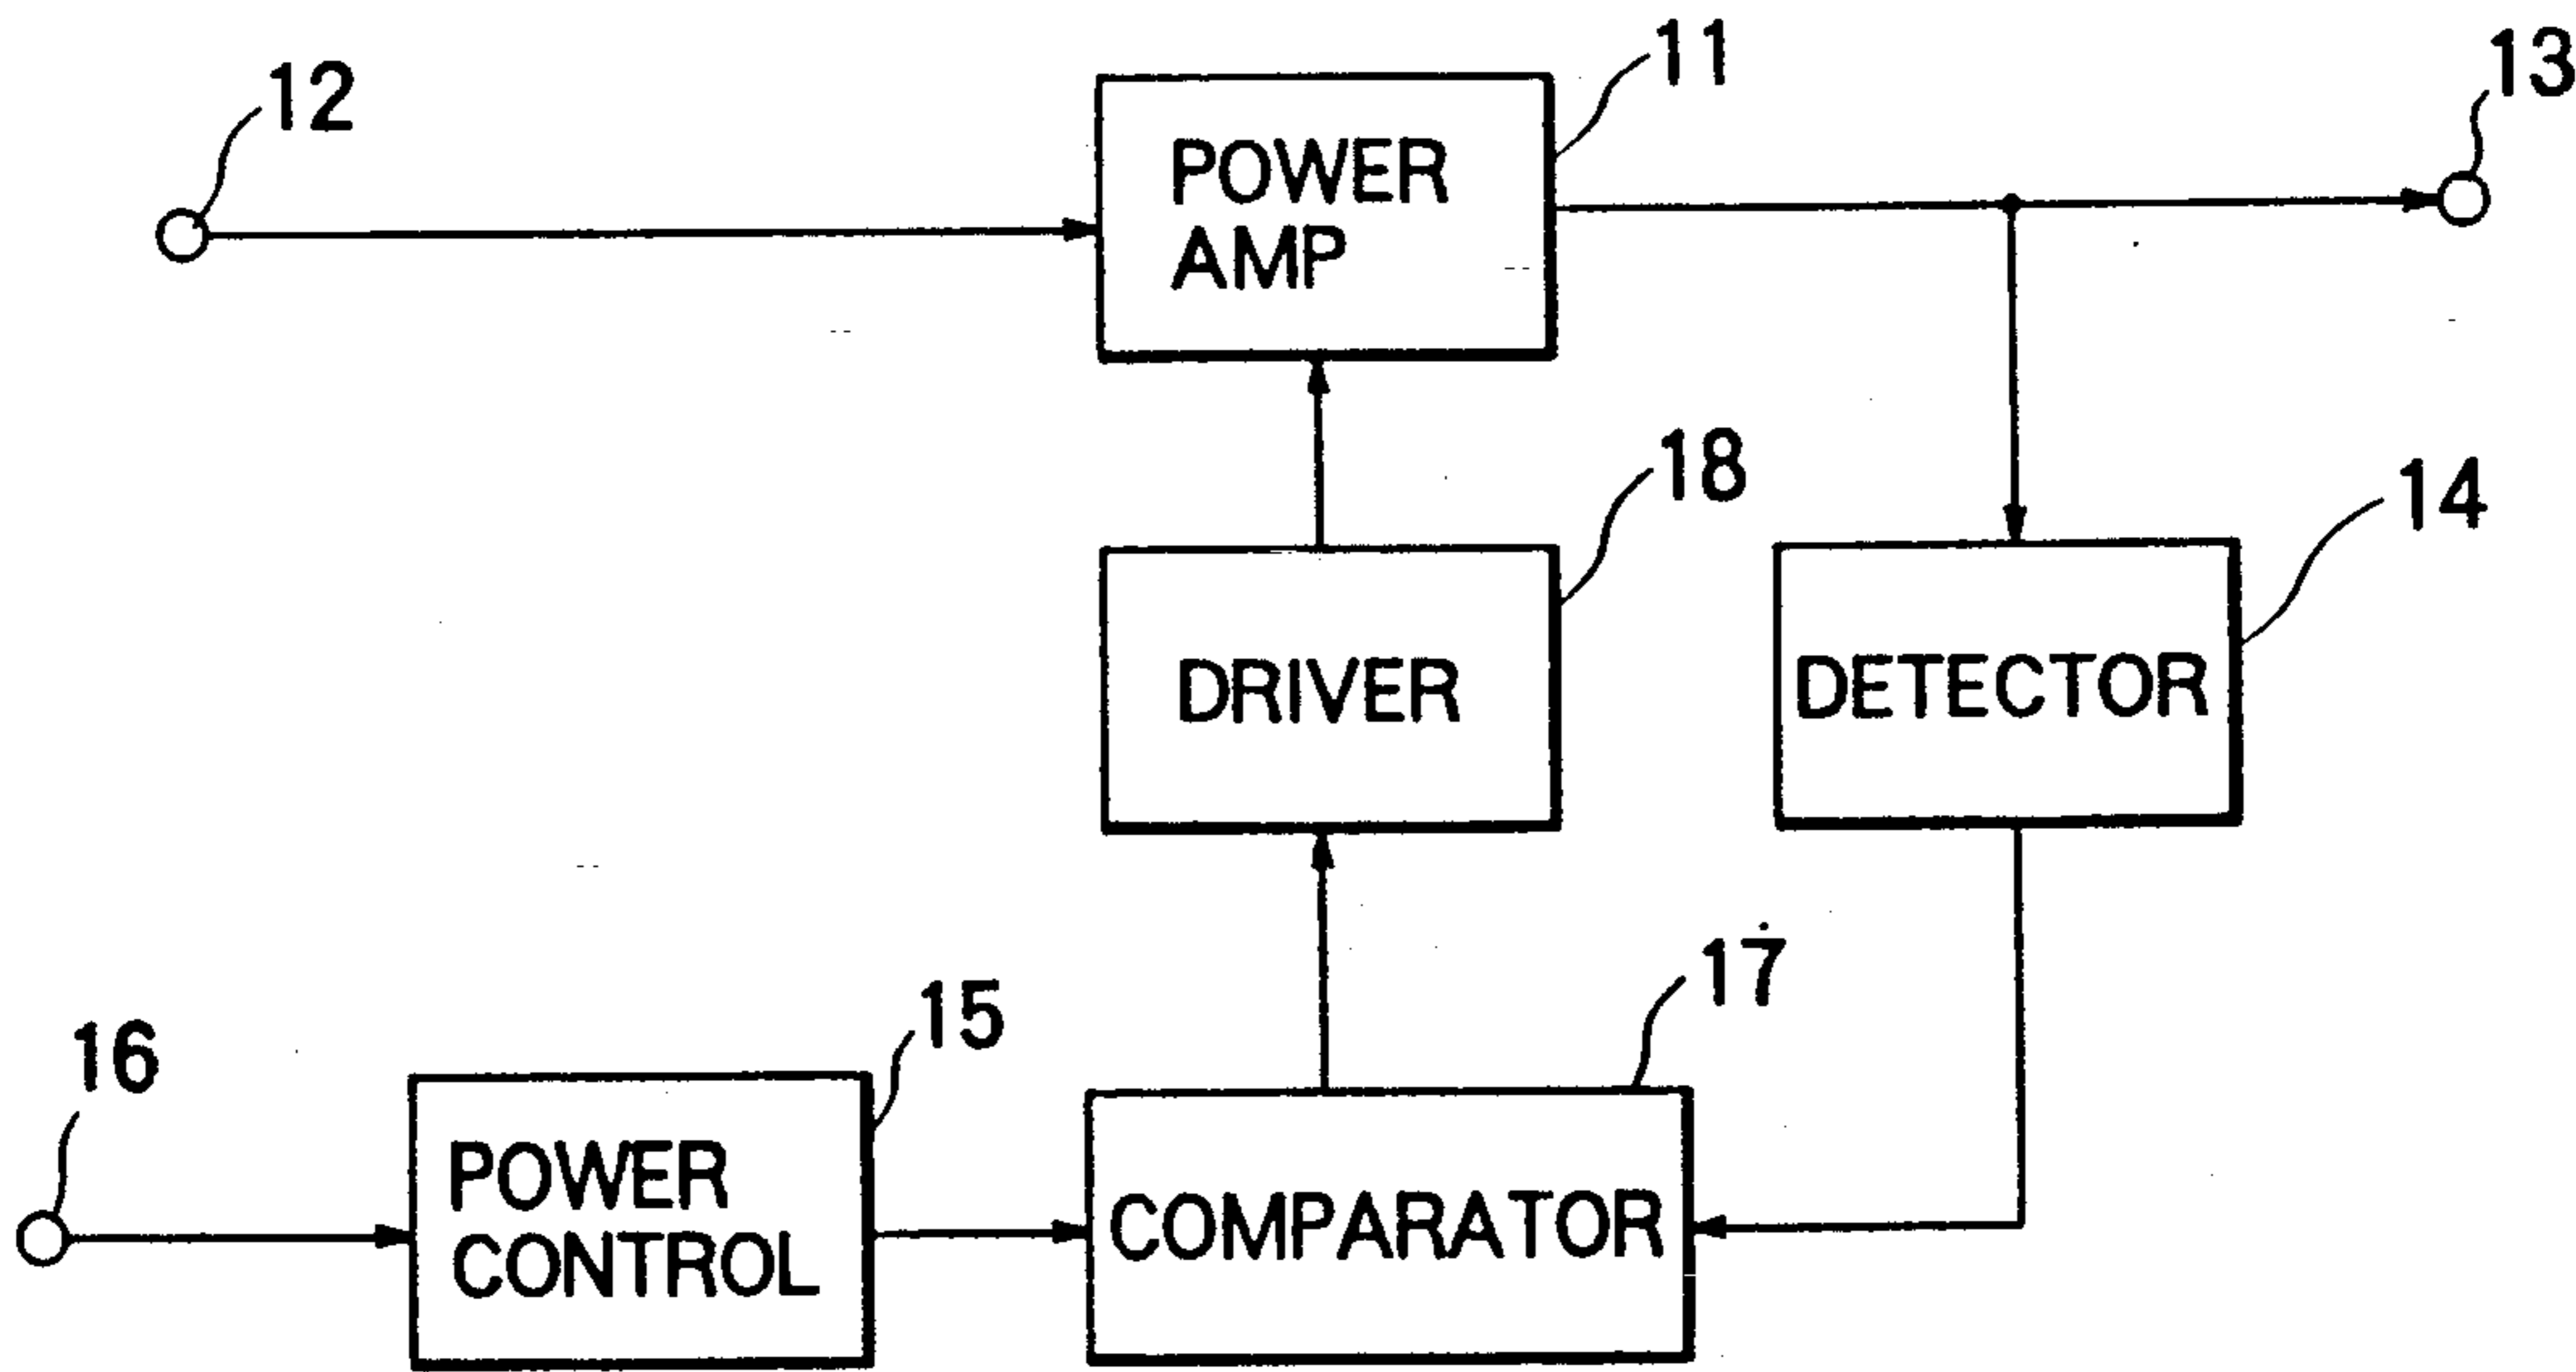 12
11
13
POWER
AMP
18
14
DRIVER
DETECTOR
17
15
16
POWER
CONTROL
COMPARATOR